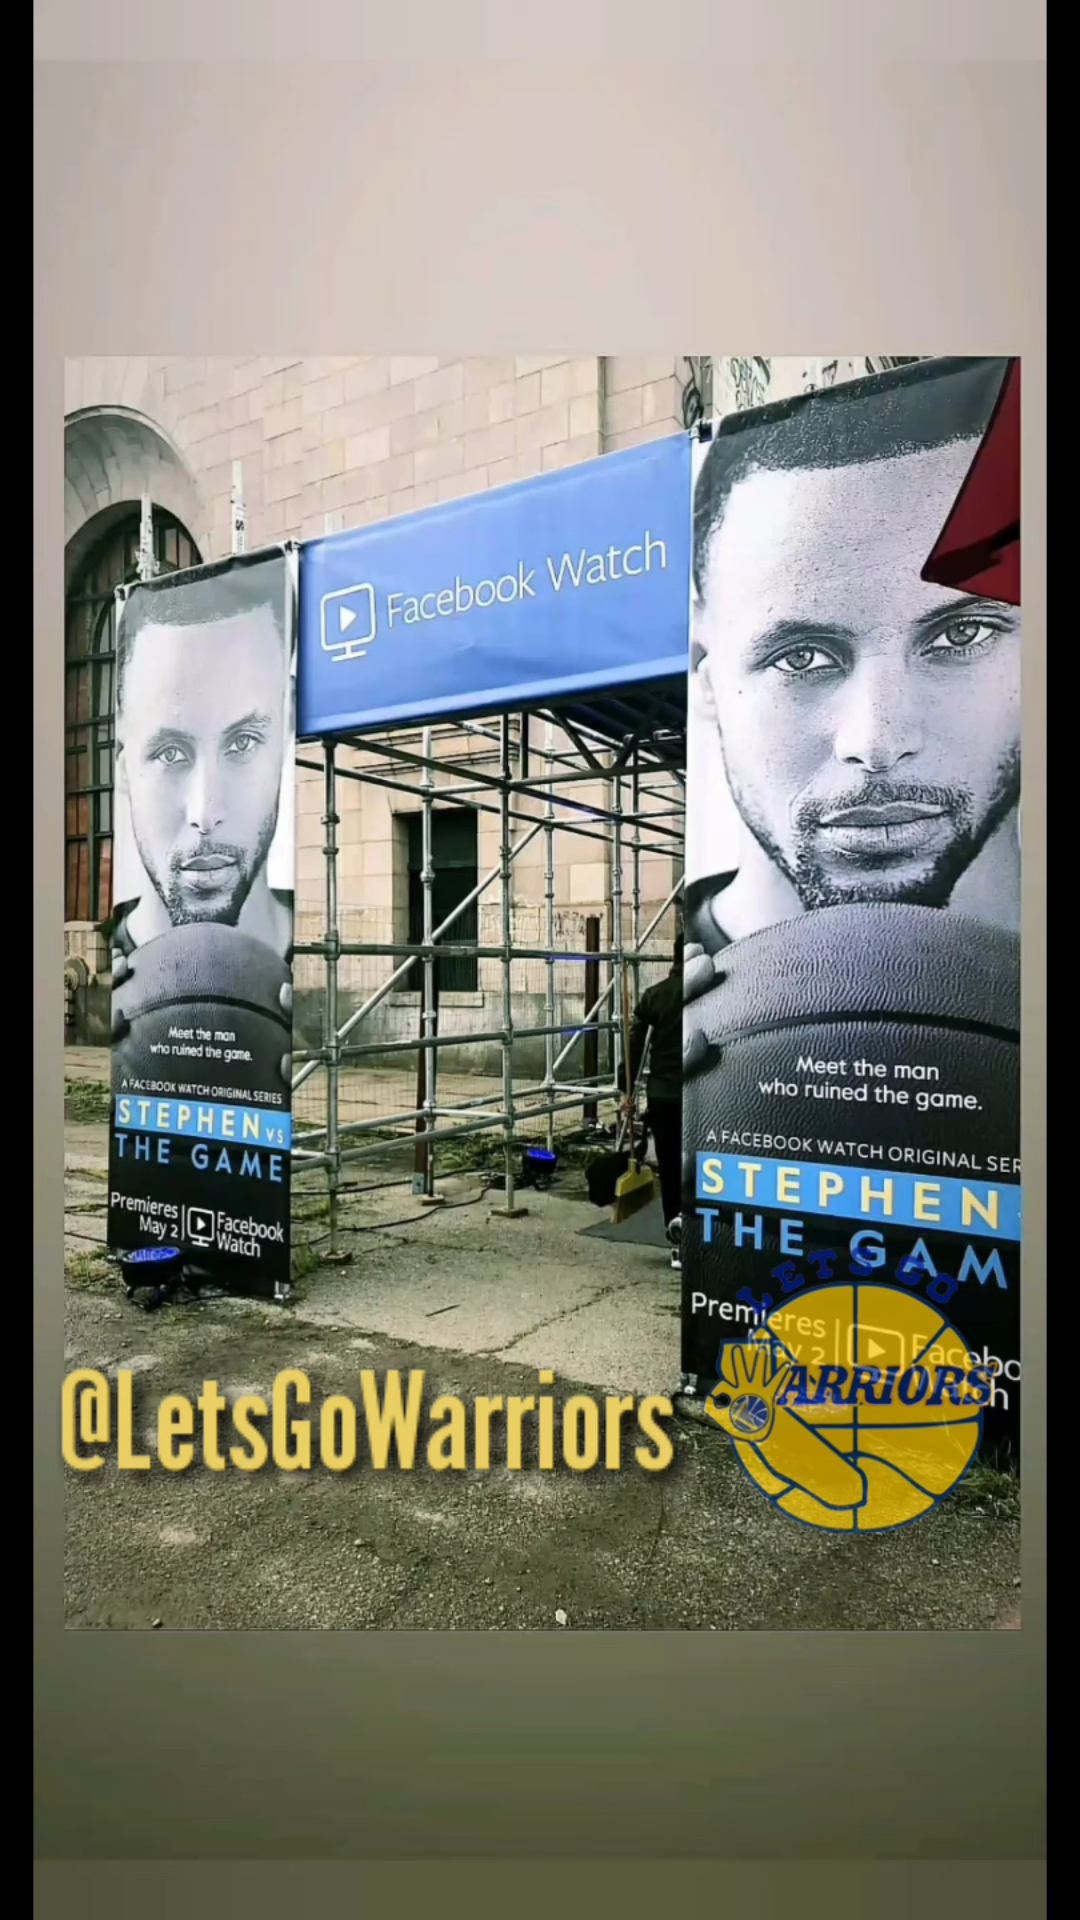 Facebook Watch
Meet the man
who ruined the game.
A FACEBOOK WATCH ORIGINAL SERIES
STEPHEN VS
THE GAME
Premieres
May 2
Facebook
Watch
Meet the man
who ruined the game.
A FACEBOOK WATCH ORIGINAL SER
STEPHEN
THE GAM
Premieres
May 2
Facebo
Watch
LETS GO
WARRIORS
@LetsGoWarriors